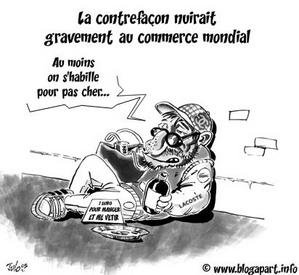 La contrefaçon nuirait
gravement au commerce mondial
Au moins
on s'habille
pour pas cher...
LACOSTE
1 EURO
POUR MANGER
ET ME VETIR
© www.blogapart.info